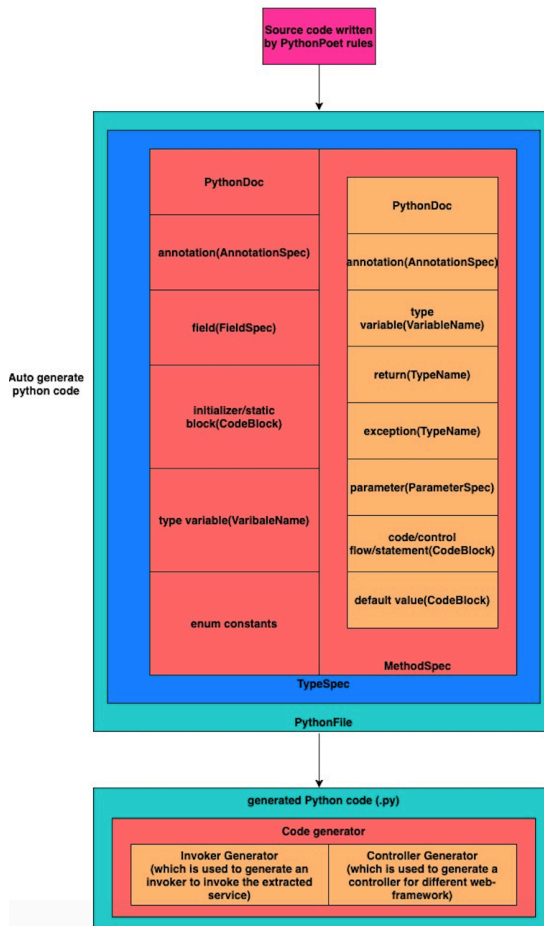 Source code written
by PythonPoet rules
PythonDoc
annotation(AnnotationSpec)
field(FieldSpec)
initializer/static
block(CodeBlock)
type variable(VaribaleName)
enum constants
PythonDoc
annotation(AnnotationSpec)
type
variable(VariableName)
return(TypeName)
exception(TypeName)
parameter(ParameterSpec)
code/control
flow/statement(CodeBlock)
default value(CodeBlock)
MethodSpec
TypeSpec
PythonFile
Auto generate
python code
generated Python code (.py)
Code generator
Invoker Generator
(which is used to generate an
invoker to invoke the extracted
service)
Controller Generator
(which is used to generate a
controller for different web-
framework)